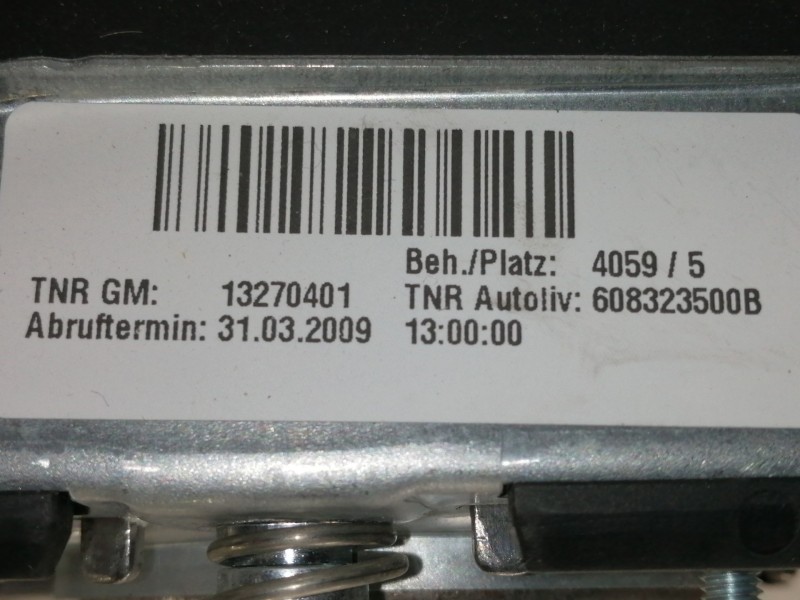 Beh./Platz: 4059 / 5
TNR GM: 13270401 TNR Autoliv: 608323500B
Abruftermin: 31.03.2009 13:00:00